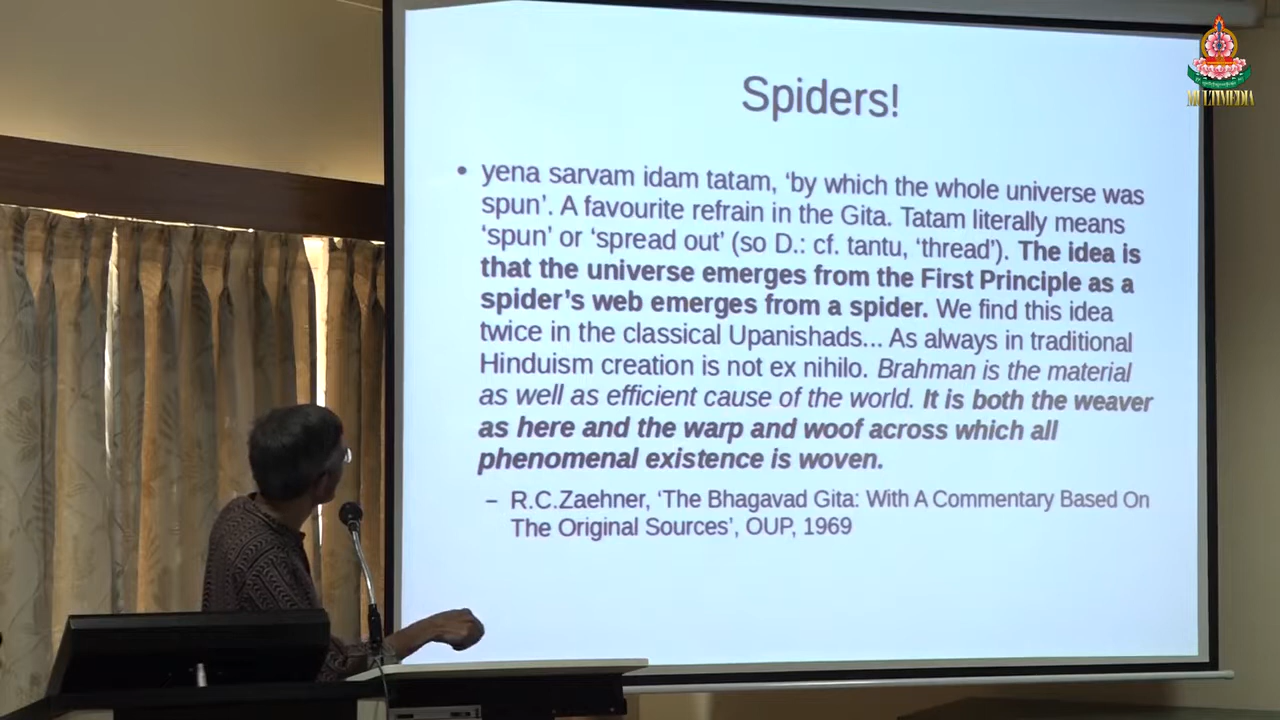 Spiders!
• yena sarvam idam tatam, ‘by which the whole universe was
spun’. A favourite refrain in the Gita. Tatam literally means
‘spun’ or ‘spread out’ (so D.: cf. tantu, ‘thread’). The idea is
that the universe emerges from the First Principle as a
spider’s web emerges from a spider. We find this idea
twice in the classical Upanishads... As always in traditional
Hinduism creation is not ex nihilo. Brahman is the material
as well as efficient cause of the world. It is both the weaver
as here and the warp and woof across which all
phenomenal existence is woven.
– R.C.Zaehner, ‘The Bhagavad Gita: With A Commentary Based On
The Original Sources’, OUP, 1969
MULTIMEDIA